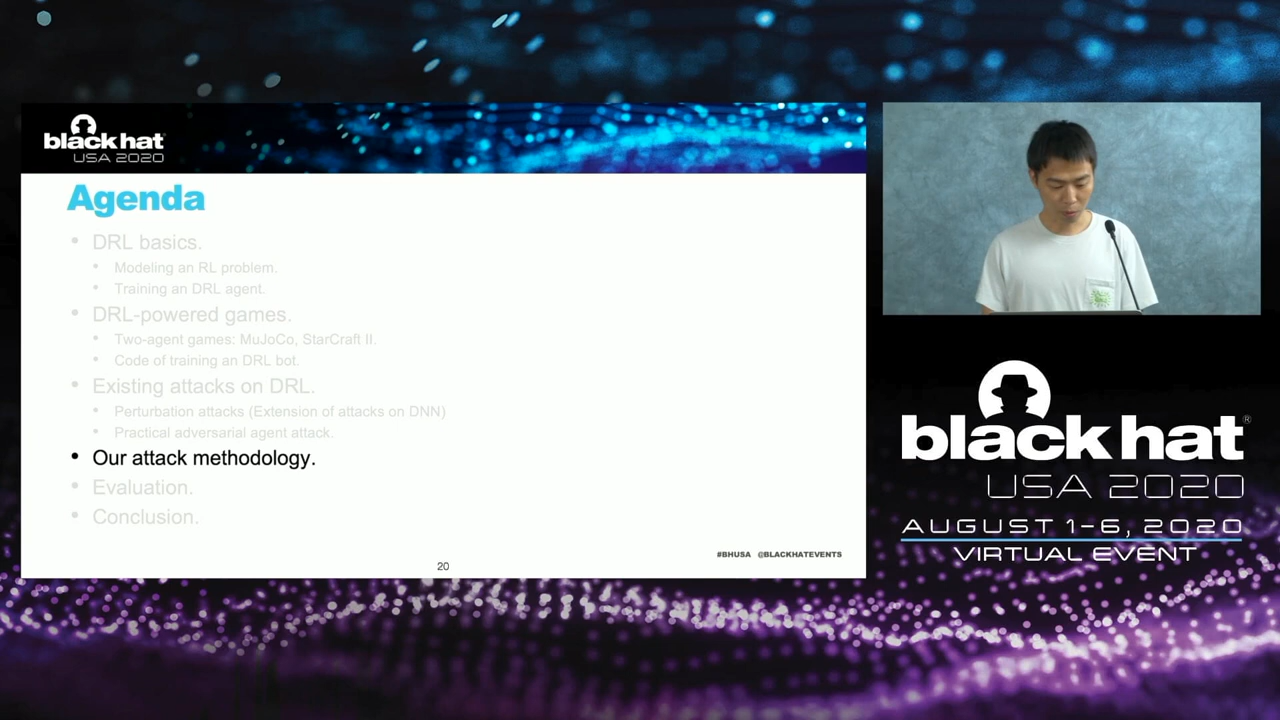 black hat
USA 2020
Agenda
• DRL basics.
• Modeling an RL problem.
• Training an DRL agent.
• DRL-powered games.
• Two-agent games: MuJoCo, StarCraft II.
• Code of training an DRL bot.
• Existing attacks on DRL.
• Perturbation attacks (Extension of attacks on DNN)
• Practical adversarial agent attack.
• Our attack methodology.
• Evaluation.
• Conclusion.
#BHUSA @BLACKHATEVENTS
20
black hat®
USA 2020
AUGUST 1-6, 2020
VIRTUAL EVENT